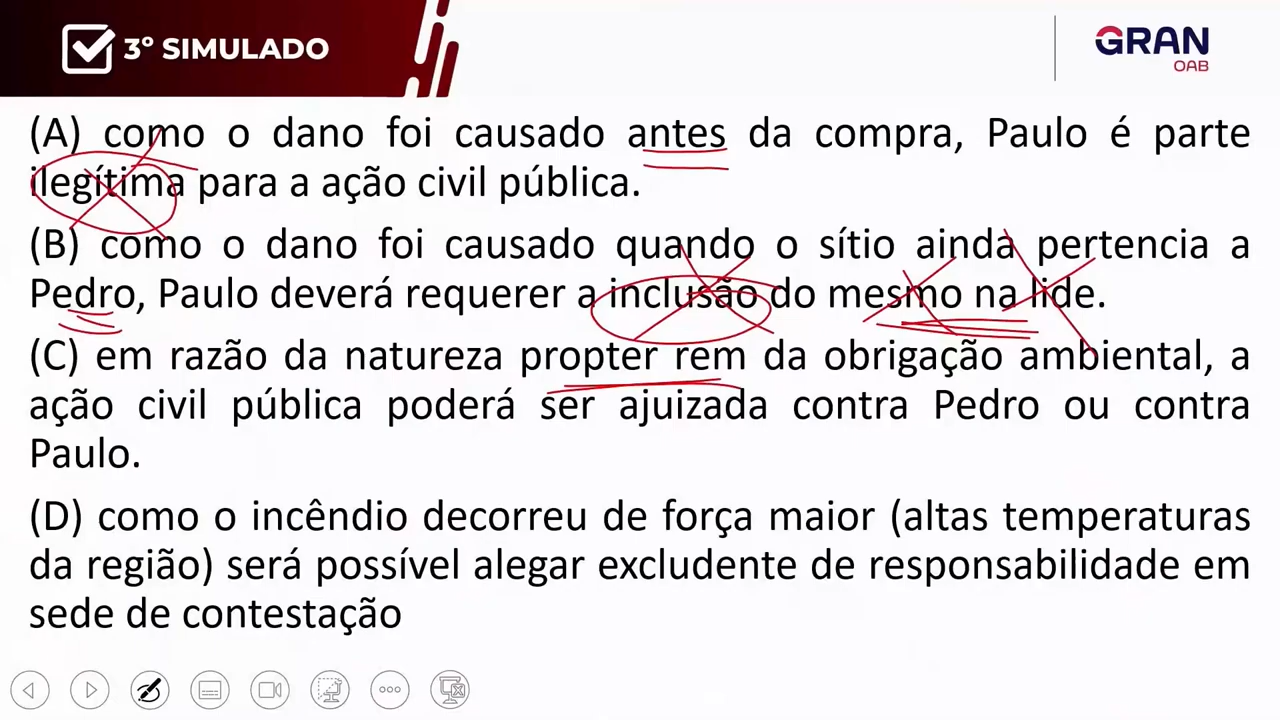 3º SIMULADO
GRAN
OAB
(A) como o dano foi causado antes da compra, Paulo é parte
ilegítima para a ação civil pública.
(B) como o dano foi causado quando o sítio ainda pertencia a
Pedro, Paulo deverá requerer a inclusão do mesmo na lide.
(C) em razão da natureza propter rem da obrigação ambiental, a
ação civil pública poderá ser ajuizada contra Pedro ou contra
Paulo.
(D) como o incêndio decorreu de força maior (altas temperaturas
da região) será possível alegar excludente de responsabilidade em
sede de contestação